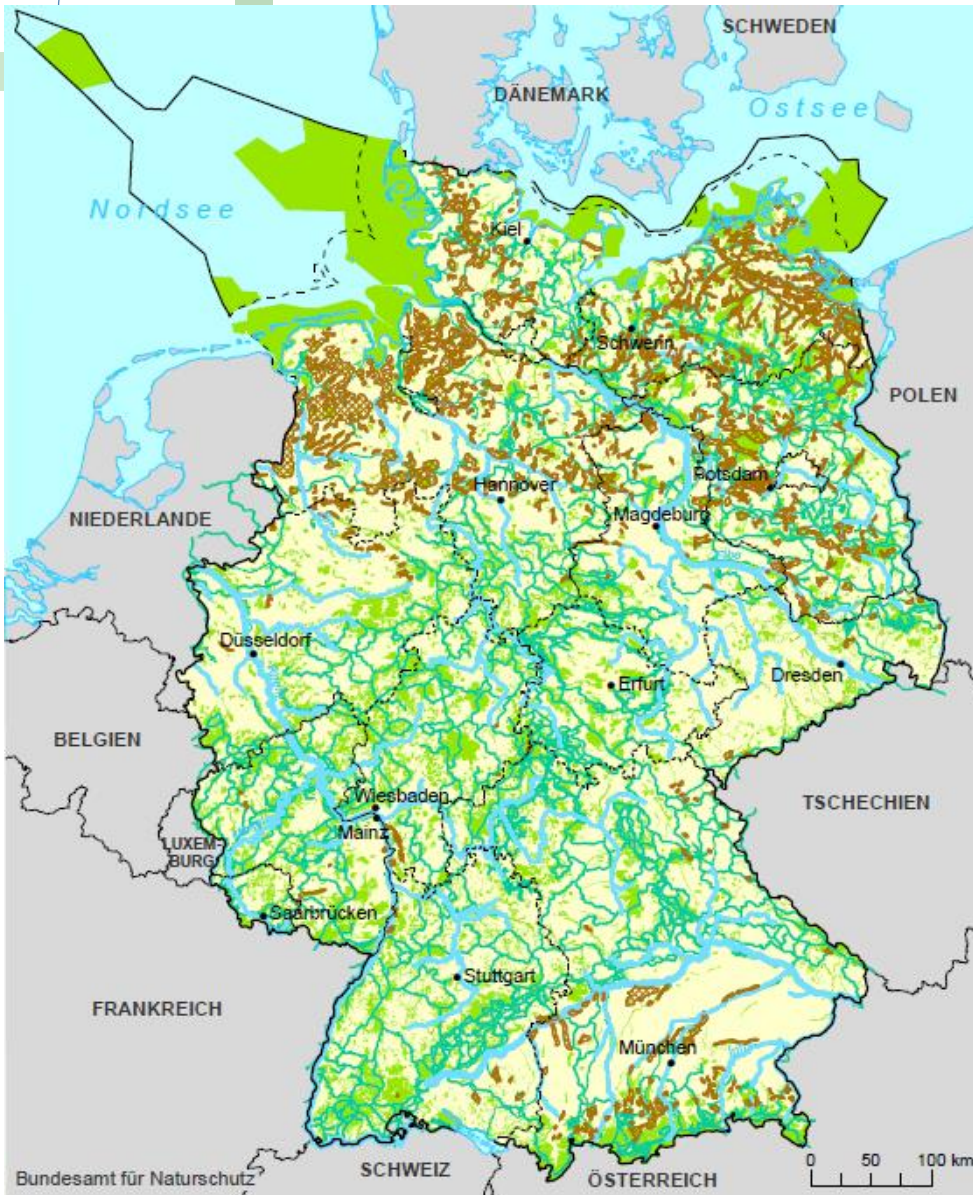 SCHWEDEN
DÄNEMARK
Ostsee
Nordsee
Kiel
Schwerin
POLEN
Potsdam
Hannover
NIEDERLANDE
Magdeburg
Elbe
Düsseldorf
Erfurt
Dresden
BELGIEN
TSCHECHIEN
Wiesbaden
Mainz
LUXEM-
BURG
Saarbrücken
Stuttgart
FRANKREICH
München
SCHWEIZ
ÖSTERREICH
0 50 100 km
Bundesamt für Naturschutz